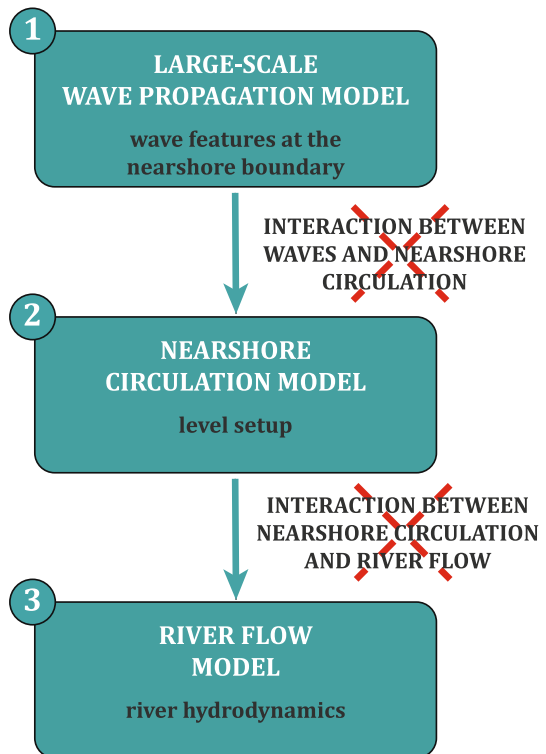 1
LARGE-SCALE
WAVE PROPAGATION MODEL
wave features at the
nearshore boundary
INTERACTION BETWEEN
WAVES AND NEARSHORE
CIRCULATION
2
NEARSHORE
CIRCULATION MODEL
level setup
INTERACTION BETWEEN
NEARSHORE CIRCULATION
AND RIVER FLOW
3
RIVER FLOW
MODEL
river hydrodynamics